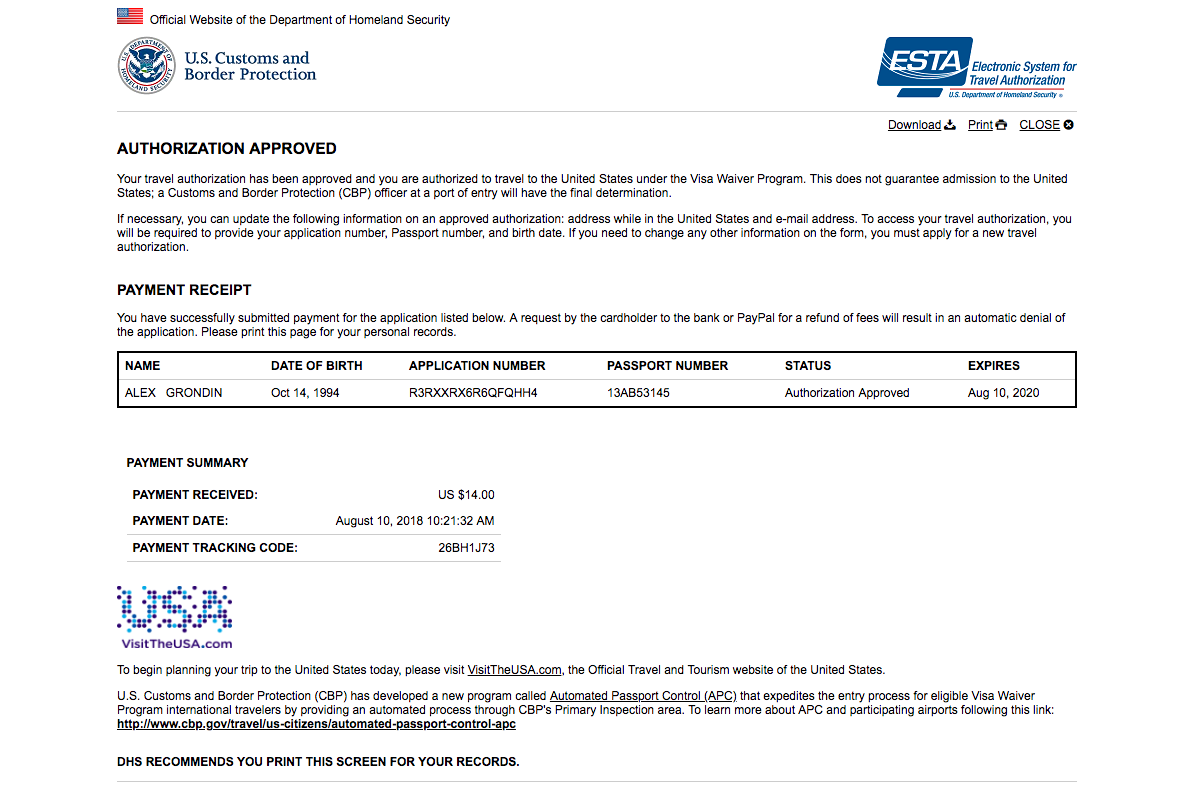 Official Website of the Department of Homeland Security
U.S. Customs and
Border Protection
ESTA
Electronic System for
Travel Authorization
U.S. Department of Homeland Security
U.S. DEPARTMENT OF
HOMELAND SECURITY
Download Print CLOSE
AUTHORIZATION APPROVED
Your travel authorization has been approved and you are authorized to travel to the United States under the Visa Waiver Program. This does not guarantee admission to the United
States; a Customs and Border Protection (CBP) officer at a port of entry will have the final determination.
If necessary, you can update the following information on an approved authorization: address while in the United States and e-mail address. To access your travel authorization, you
will be required to provide your application number, Passport number, and birth date. If you need to change any other information on the form, you must apply for a new travel
authorization.
PAYMENT RECEIPT
You have successfully submitted payment for the application listed below. A request by the cardholder to the bank or PayPal for a refund of fees will result in an automatic denial of
the application. Please print this page for your personal records.
NAME DATE OF BIRTH APPLICATION NUMBER PASSPORT NUMBER STATUS EXPIRES
ALEX GRONDIN Oct 14, 1994 R3RXXRX6R6QFQHH4 13AB53145 Authorization Approved Aug 10, 2020
PAYMENT SUMMARY
PAYMENT RECEIVED: US $14.00
PAYMENT DATE: August 10, 2018 10:21:32 AM
PAYMENT TRACKING CODE: 26BH1J73
USA
VisitTheUSA.com
To begin planning your trip to the United States today, please visit VisitTheUSA.com, the Official Travel and Tourism website of the United States.
U.S. Customs and Border Protection (CBP) has developed a new program called Automated Passport Control (APC) that expedites the entry process for eligible Visa Waiver
Program international travelers by providing an automated process through CBP's Primary Inspection area. To learn more about APC and participating airports following this link:
http://www.cbp.gov/travel/us-citizens/automated-passport-control-apc
DHS RECOMMENDS YOU PRINT THIS SCREEN FOR YOUR RECORDS.